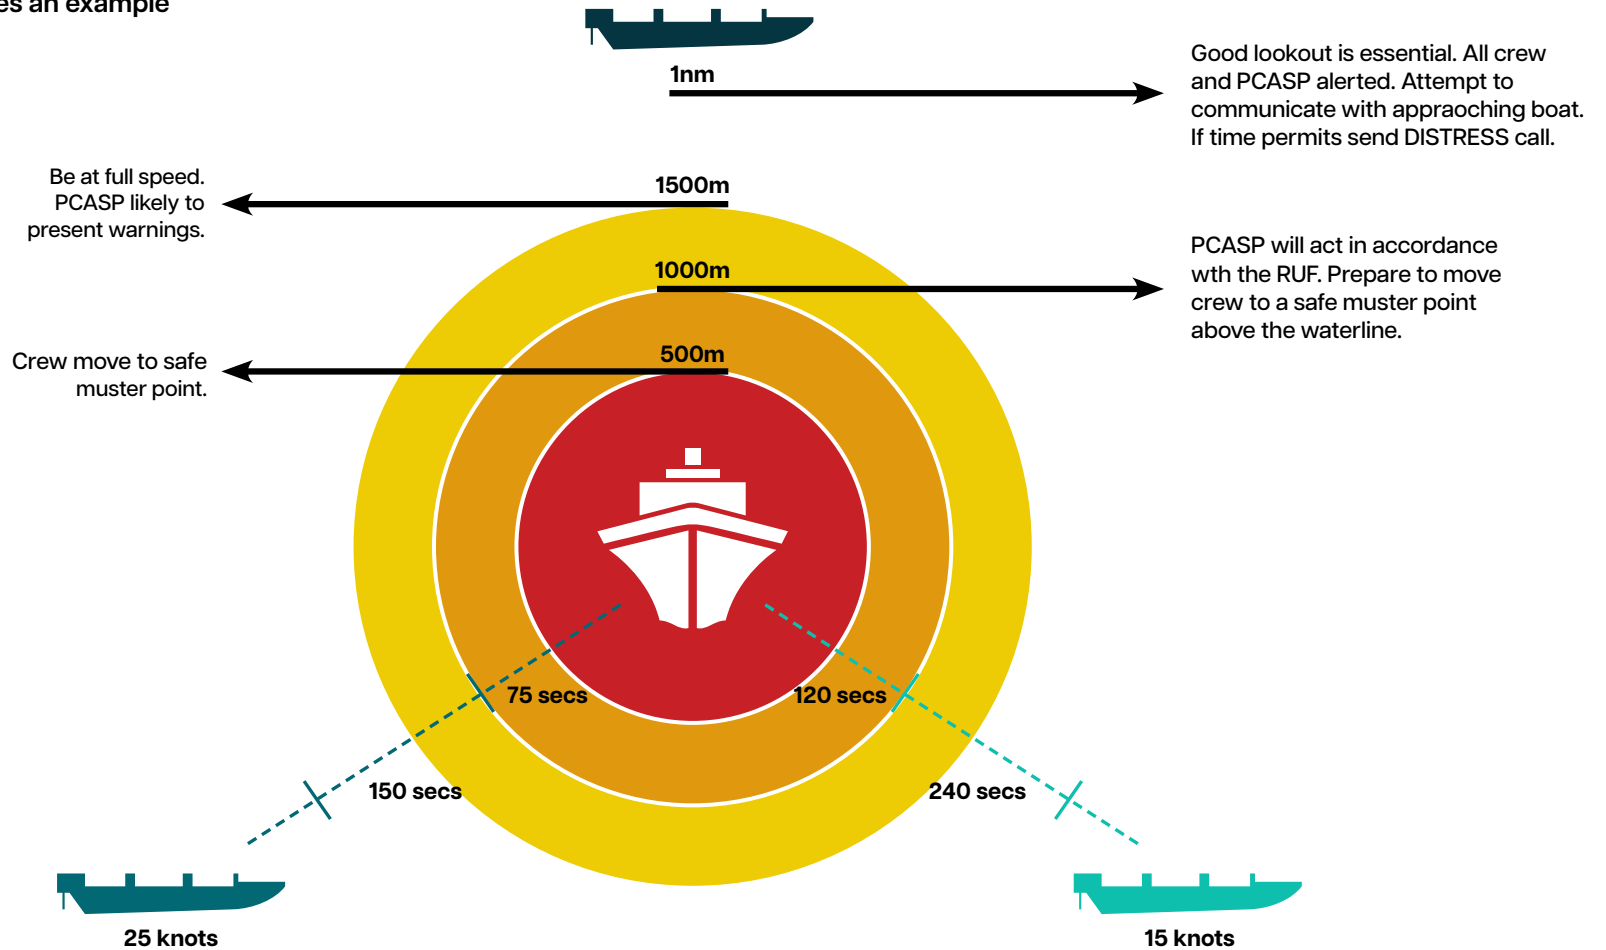 es an example
1nm
Good lookout is essential. All crew
and PCASP alerted. Attempt to
communicate with appraoching boat.
If time permits send DISTRESS call.
Be at full speed.
PCASP likely to
present warnings.
1500m
1000m
PCASP will act in accordance
wth the RUF. Prepare to move
crew to a safe muster point
above the waterline.
500m
Crew move to safe
muster point.
75 secs
120 secs
150 secs
240 secs
25 knots
15 knots